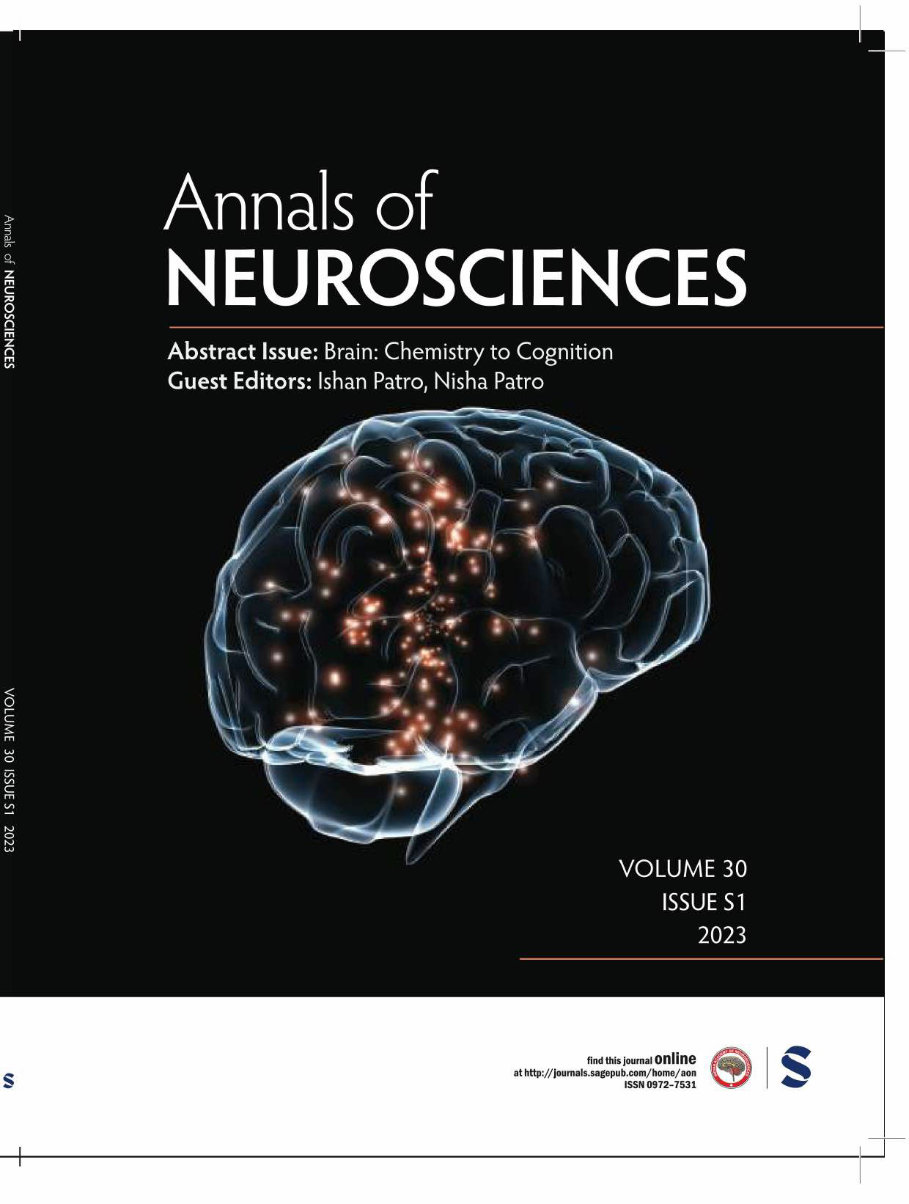 Annals of NEUROSCIENCES
VOLUME 30 ISSUE S1 2023
Annals of
NEUROSCIENCES
Abstract Issue: Brain: Chemistry to Cognition
Guest Editors: Ishan Patro, Nisha Patro
VOLUME 30
ISSUE S1
2023
find this journal online
at http://journals.sagepub.com/home/aon
ISSN 0972-7531